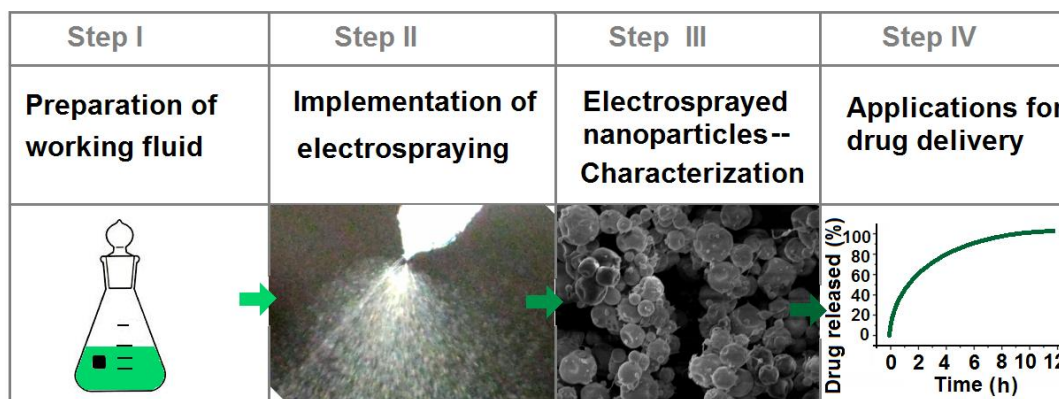 Step I
Step II
Step III
Step IV
Preparation of
working fluid
Implementation of
electrospraying
Electrosprayed
nanoparticles--
Characterization
Applications for
drug delivery
Drug released (%)
100
80
60
40
20
0
0 2 4 6 8 10 12
Time (h)